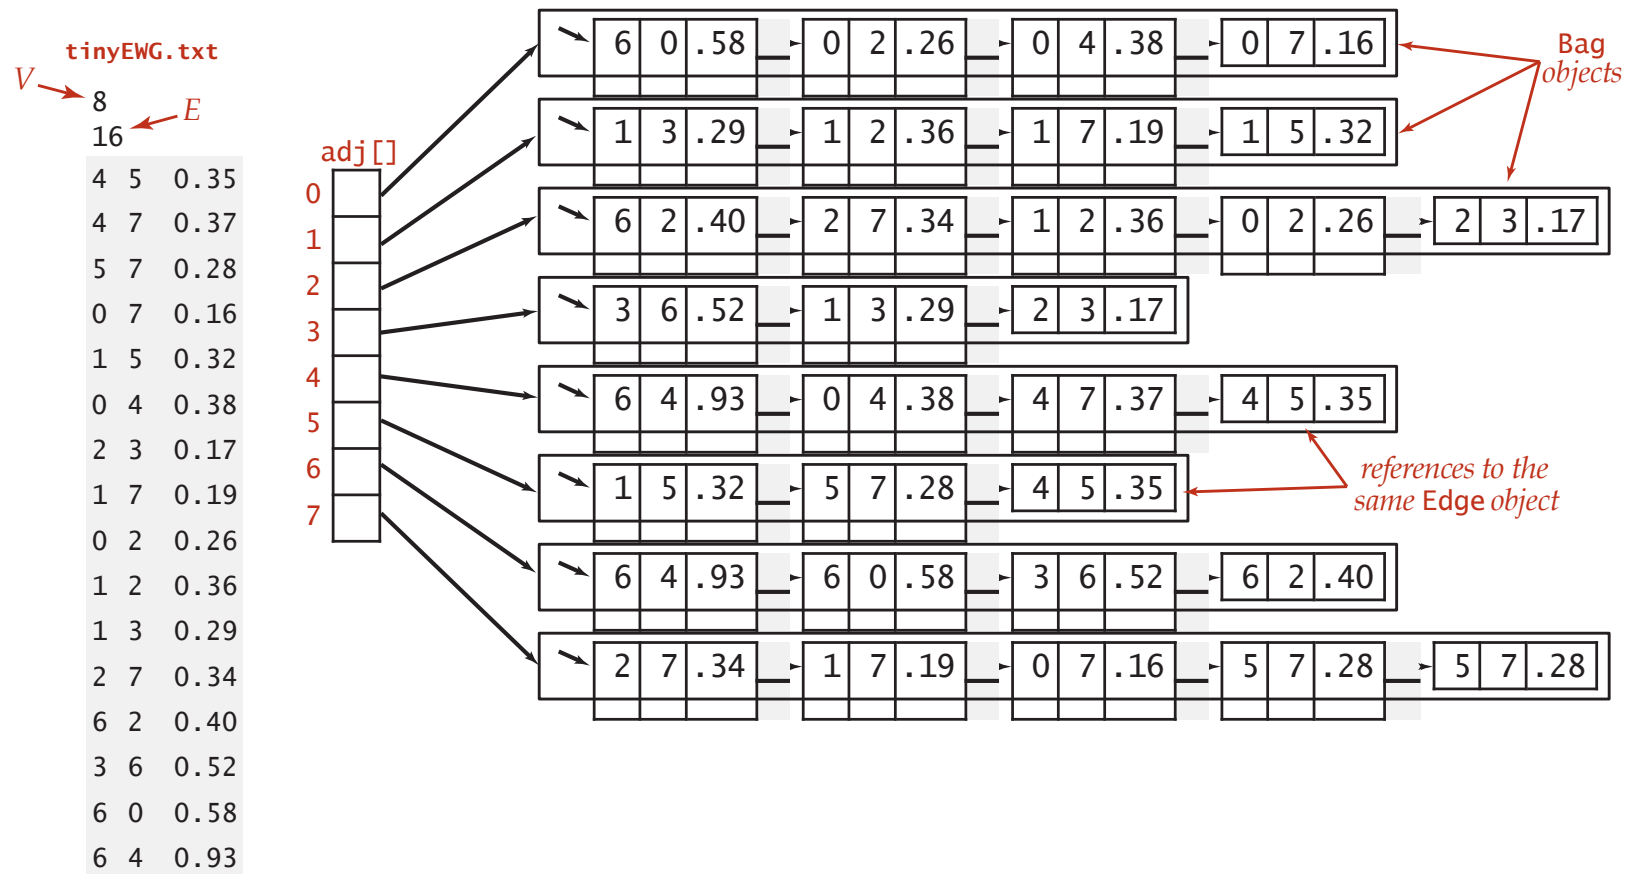 tinyEWG.txt
V
8
E
16
4 5 0.35
4 7 0.37
5 7 0.28
0 7 0.16
1 5 0.32
0 4 0.38
2 3 0.17
1 7 0.19
0 2 0.26
1 2 0.36
1 3 0.29
2 7 0.34
6 2 0.40
3 6 0.52
6 0 0.58
6 4 0.93
adj[]
0
1
2
3
4
5
6
7
6 0 .58 0 2 .26 0 4 .38 0 7 .16
1 3 .29 1 2 .36 1 7 .19 1 5 .32
6 2 .40 2 7 .34 1 2 .36 0 2 .26 2 3 .17
3 6 .52 1 3 .29 2 3 .17
6 4 .93 0 4 .38 4 7 .37 4 5 .35
1 5 .32 5 7 .28 4 5 .35
6 4 .93 6 0 .58 3 6 .52 6 2 .40
2 7 .34 1 7 .19 0 7 .16 5 7 .28 5 7 .28
Bag
objects
references to the
same Edge object